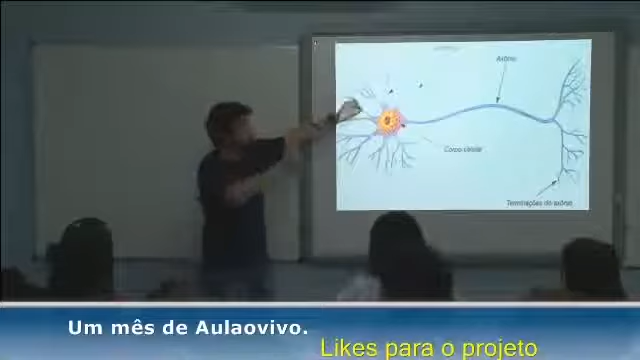 Axônio
Corpo celular
Terminações do axônio
Um mês de Aulaovivo.
Likes para o projeto